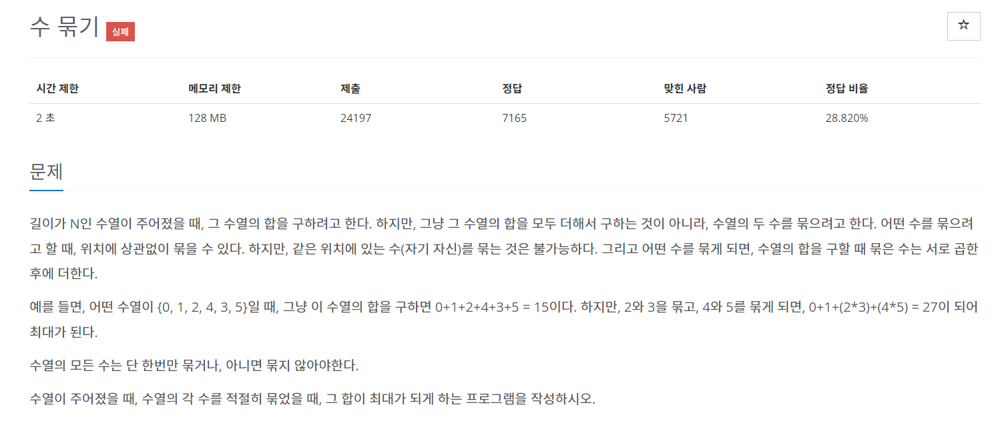 수 묶기 실패
☆
시간 제한 메모리 제한 제출 정답 맞힌 사람 정답 비율
2 초 128 MB 24197 7165 5721 28.820%
문제
길이가 N인 수열이 주어졌을 때, 그 수열의 합을 구하려고 한다. 하지만, 그냥 그 수열의 합을 모두 더해서 구하는 것이 아니라, 수열의 두 수를 묶으려고 한다. 어떤 수를 묶으려
고 할 때, 위치에 상관없이 묶을 수 있다. 하지만, 같은 위치에 있는 수(자기 자신)를 묶는 것은 불가능하다. 그리고 어떤 수를 묶게 되면, 수열의 합을 구할 때 묶은 수는 서로 곱한
후에 더한다.
예를 들면, 어떤 수열이 {0, 1, 2, 4, 3, 5}일 때, 그냥 이 수열의 합을 구하면 0+1+2+4+3+5 = 15이다. 하지만, 2와 3을 묶고, 4와 5를 묶게 되면, 0+1+(2*3)+(4*5) = 27이 되어
최대가 된다.
수열의 모든 수는 단 한번만 묶거나, 아니면 묶지 않아야한다.
수열이 주어졌을 때, 수열의 각 수를 적절히 묶었을 때, 그 합이 최대가 되게 하는 프로그램을 작성하시오.